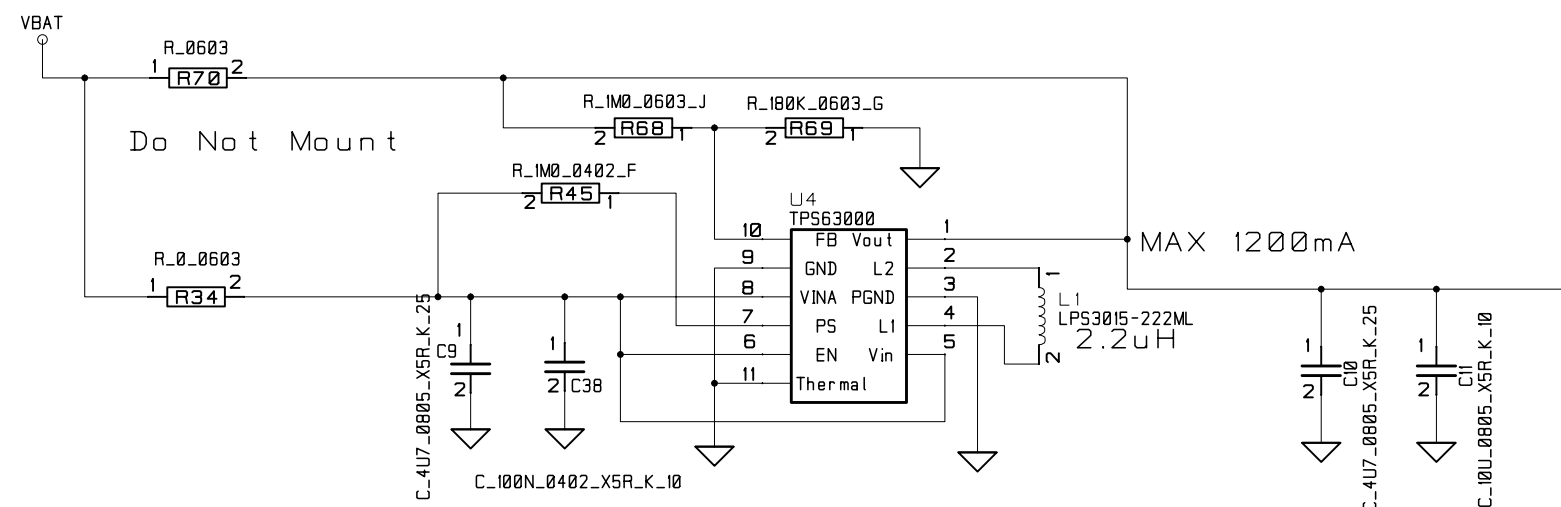 VBAT
R_0603
1 R70 2
Do Not Mount
R_1M0_0603_J
2 R68 1
R_180K_0603_G
2 R69 1
R_1M0_0402_F
2 R45 1
R_0_0603
1 R34 2
U4
TPS63000
10 FB Vout 1
9 GND L2 2
8 VINA PGND 3
7 PS L1 4
6 EN Vin 5
11 Thermal
MAX 1200mA
1
L1
LPS3015-222ML
2.2uH
2
1
C9
2
C_4U7_0805_X5R_K_25
1
2 C38
C_100N_0402_X5R_K_10
1
C10
2
C_4U7_0805_X5R_K_25
1
C11
2
C_10U_0805_X5R_K_10